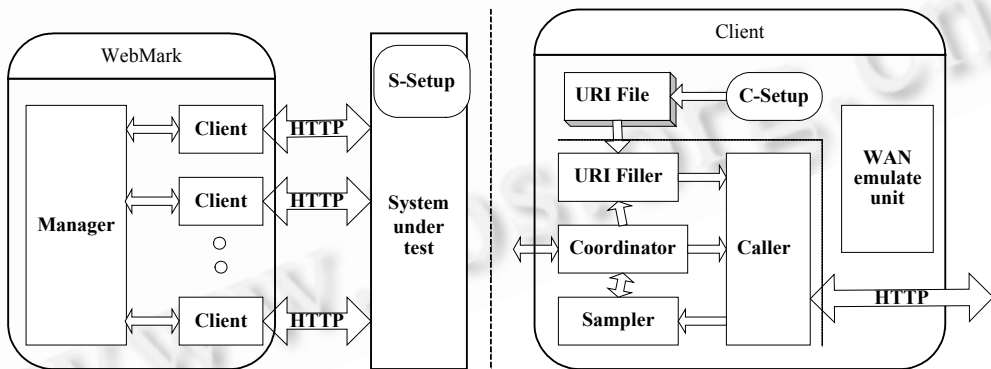 WebMark
Manager
Client
Client
Client
HTTP
HTTP
HTTP
S-Setup
System
under
test
Client
URI File
C-Setup
URI Filler
Coordinator
Sampler
Caller
WAN
emulate
unit
HTTP